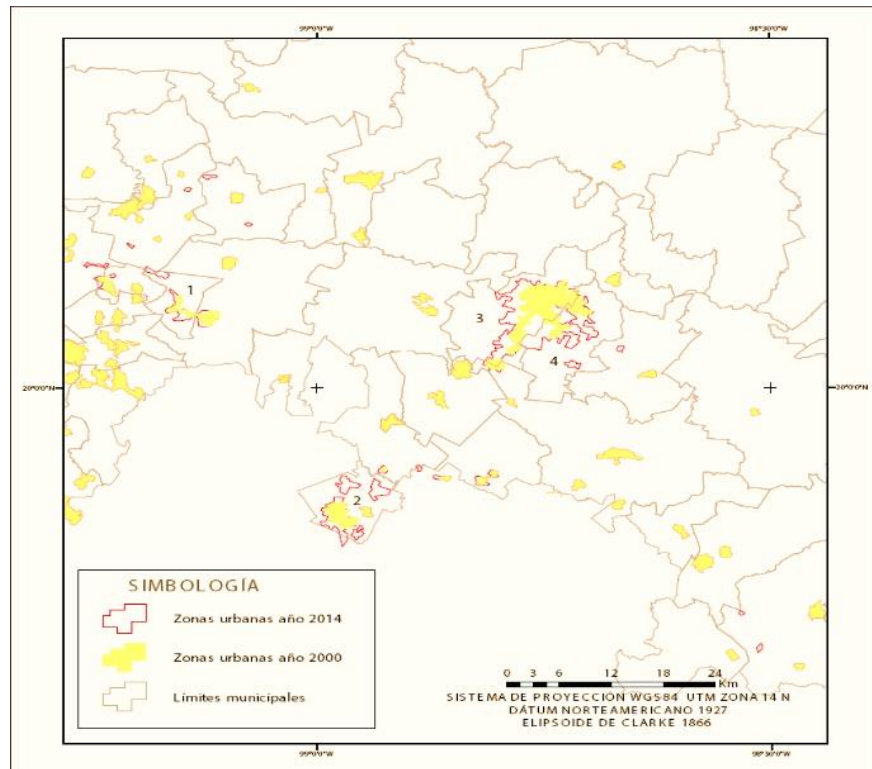 99°0'0"W
98°30'0"W
1
3
4
20°0'0"N
20°0'0"N
2
SIMBOLOGÍA
Zonas urbanas año 2014
Zonas urbanas año 2000
Límites municipales
0 3 6 12 18 24
Km
SISTEMA DE PROYECCIÓN WGS84 UTM ZONA 14 N
DÁTUM NORTEAMERICANO 1927
ELIPSOIDE DE CLARKE 1866
99°0'0"W
98°30'0"W